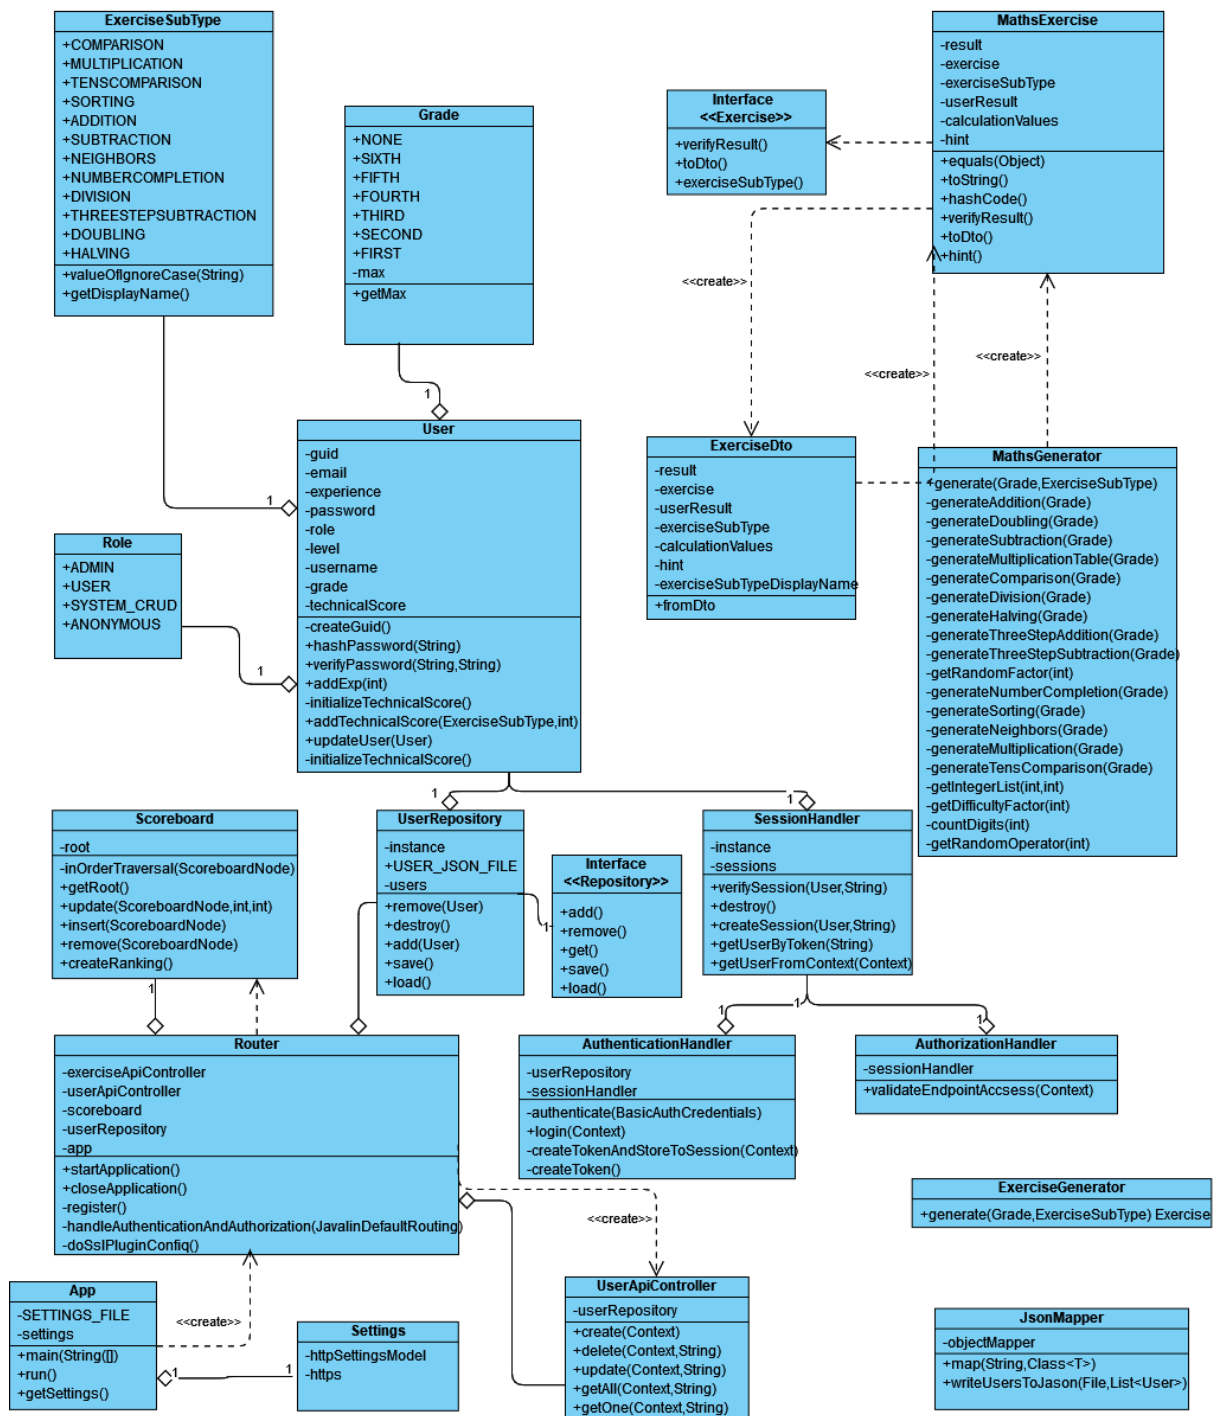 ExerciseSubType
+COMPARISON
+MULTIPLICATION
+TENSCOMPARISON
+SORTING
+ADDITION
+SUBTRACTION
+NEIGHBORS
+NUMBERCOMPLETION
+DIVISION
+THREESTEPSUBTRACTION
+DOUBLING
+HALVING
+valueOfIgnoreCase(String)
+getDisplayName()
Grade
+NONE
+SIXTH
+FIFTH
+FOURTH
+THIRD
+SECOND
+FIRST
-max
+getMax
Interface
<<Exercise>>
+verifyResult()
+toDto()
+exerciseSubType()
MathsExercise
-result
-exercise
-exerciseSubType
-userResult
-calculationValues
-hint
+equals(Object)
+toString()
+hashCode()
+verifyResult()
+toDto()
+hint()
<<create>>
<<create>>
<<create>>
1
1
1
User
-guid
-email
-experience
-password
-role
-level
-username
-grade
-technicalScore
-createGuid()
+hashPassword(String)
+verifyPassword(String,String)
+addExp(int)
-initializeTechnicalScore()
+addTechnicalScore(ExerciseSubType,int)
+updateUser(User)
-initializeTechnicalScore()
Role
+ADMIN
+USER
+SYSTEM_CRUD
+ANONYMOUS
ExerciseDto
-result
-exercise
-userResult
-exerciseSubType
-calculationValues
-hint
-exerciseSubTypeDisplayName
+fromDto
MathsGenerator
+generate(Grade,ExerciseSubType)
-generateAddition(Grade)
-generateDoubling(Grade)
-generateSubtraction(Grade)
-generateMultiplicationTable(Grade)
-generateComparison(Grade)
-generateDivision(Grade)
-generateHalving(Grade)
-generateThreeStepAddition(Grade)
-generateThreeStepSubtraction(Grade)
-getRandomFactor(int)
-generateNumberCompletion(Grade)
-generateSorting(Grade)
-generateNeighbors(Grade)
-generateMultiplication(Grade)
-generateTensComparison(Grade)
-getIntegerList(int,int)
-getDifficultyFactor(int)
-countDigits(int)
-getRandomOperator(int)
1
1
Scoreboard
-root
-inOrderTraversal(ScoreboardNode)
+getRoot()
+update(ScoreboardNode,int,int)
+insert(ScoreboardNode)
+remove(ScoreboardNode)
+createRanking()
UserRepository
-instance
+USER_JSON_FILE
-users
+remove(User)
+destroy()
+add(User)
+save()
+load()
Interface
<<Repository>>
+add()
+remove()
+get()
+save()
+load()
1
SessionHandler
-instance
-sessions
+verifySession(User,String)
+destroy()
+createSession(User,String)
+getUserByToken(String)
+getUserFromContext(Context)
1
1
1
1
Router
-exerciseApiController
-userApiController
-scoreboard
-userRepository
-app
+startApplication()
+closeApplication()
-register()
-handleAuthenticationAndAuthorization(JavalinDefaultRouting)
-doSslPluginConfiq()
AuthenticationHandler
-userRepository
-sessionHandler
-authenticate(BasicAuthCredentials)
+login(Context)
-createTokenAndStoreToSession(Context)
-createToken()
AuthorizationHandler
-sessionHandler
+validateEndpointAccsess(Context)
ExerciseGenerator
+generate(Grade,ExerciseSubType) Exercise
<<create>>
App
-SETTINGS_FILE
-settings
+main(String([])
+run()
+getSettings()
<<create>>
1
1
Settings
-httpSettingsModel
-https
UserApiController
-userRepository
+create(Context)
+delete(Context,String)
+update(Context,String)
+getAll(Context,String)
+getOne(Context,String)
JsonMapper
-objectMapper
+map(String,Class<T>)
+writeUsersToJason(File,List<User>)